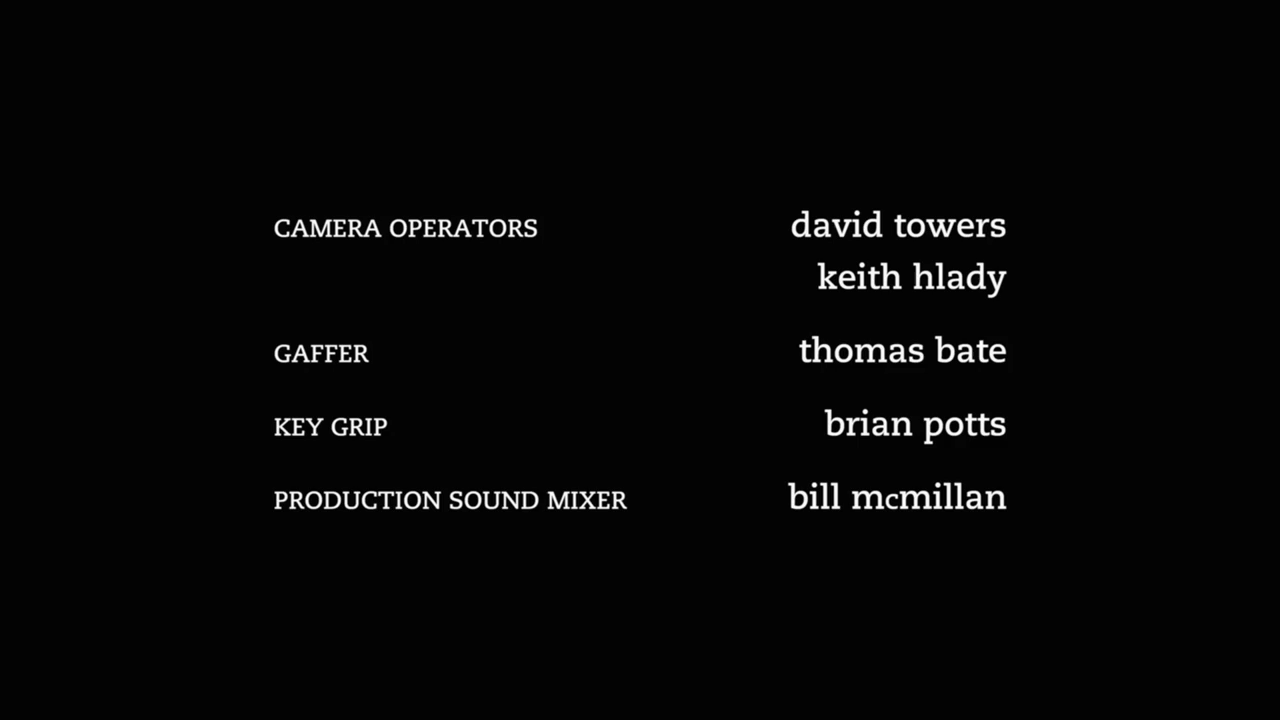 CAMERA OPERATORS david towers
keith hlady
GAFFER thomas bate
KEY GRIP brian potts
PRODUCTION SOUND MIXER bill mcmillan